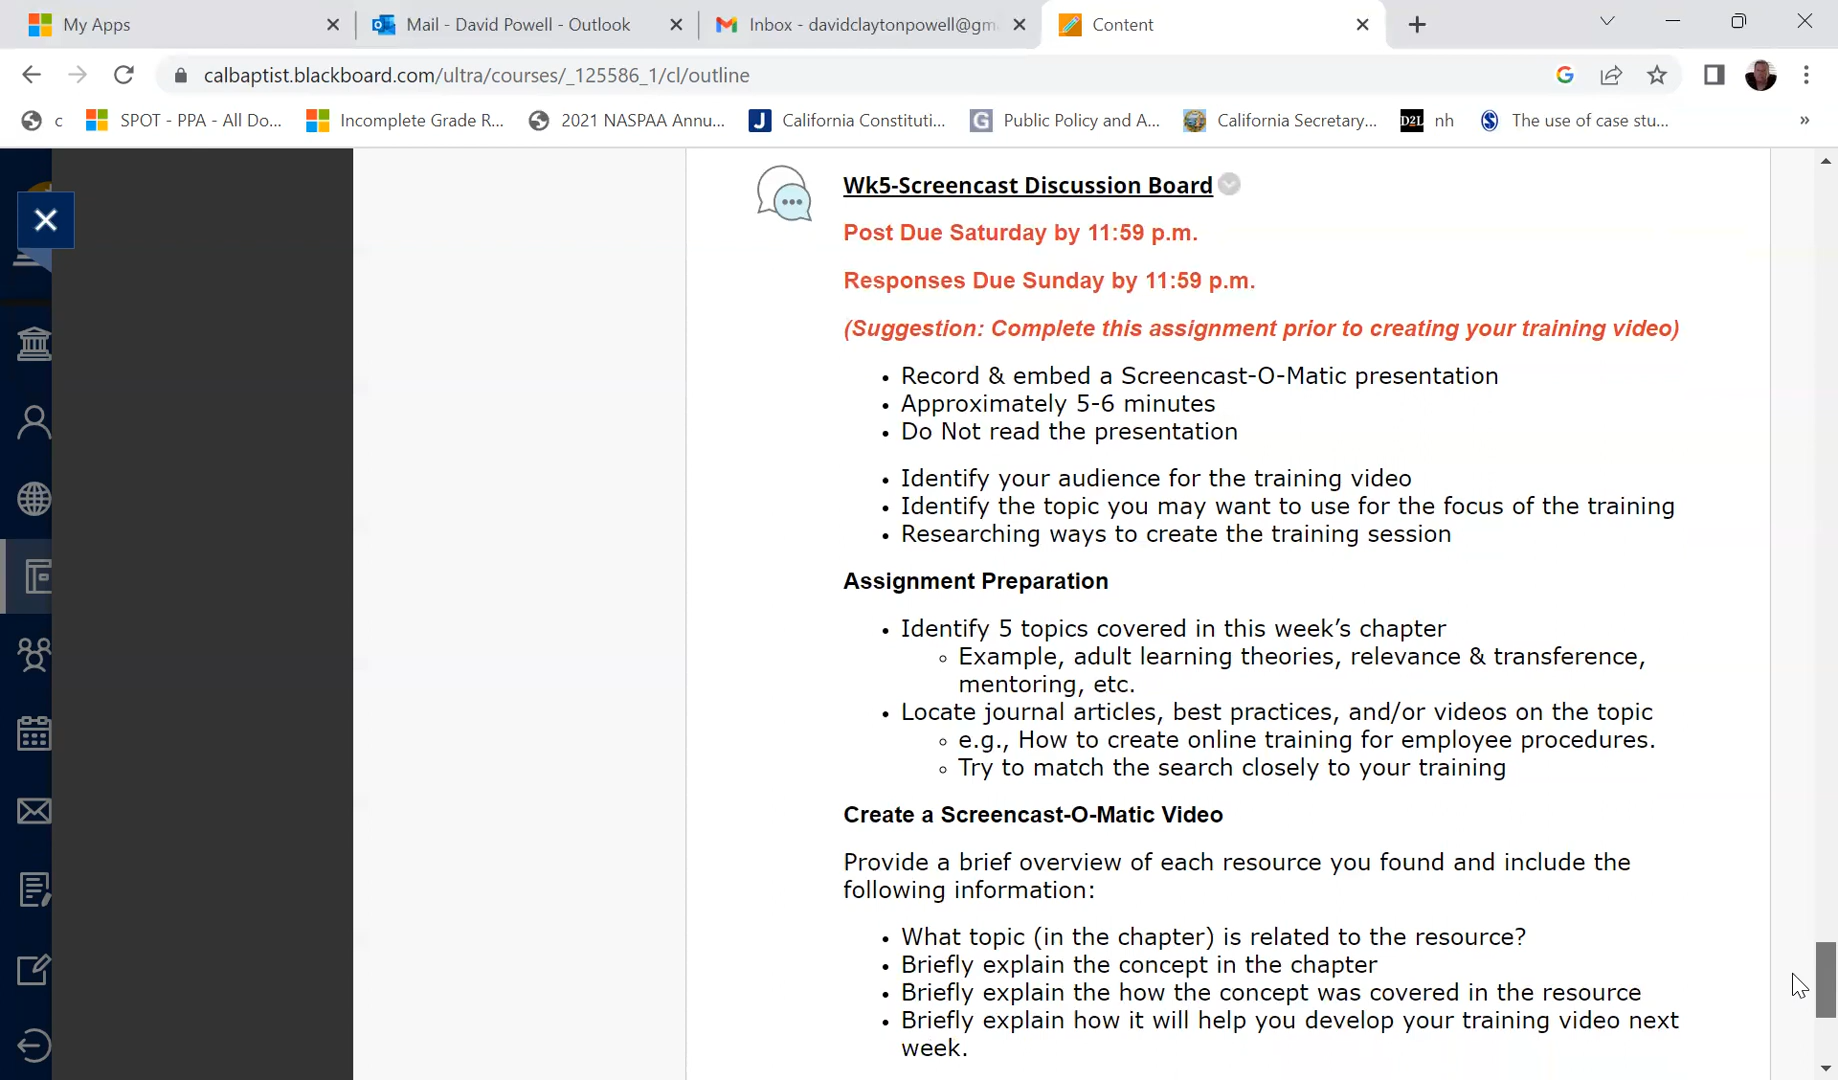 My Apps
Mail - David Powell - Outlook
Inbox - davidclaytonpowell@gm
Content
calbaptist.blackboard.com/ultra/courses/_125586_1/cl/outline
c
SPOT - PPA - All Do...
Incomplete Grade R...
2021 NASPAA Annu...
J California Constituti...
G Public Policy and A...
California Secretary...
D2L nh
S The use of case stu...
»
Wk5-Screencast Discussion Board
Post Due Saturday by 11:59 p.m.
Responses Due Sunday by 11:59 p.m.
(Suggestion: Complete this assignment prior to creating your training video)
• Record & embed a Screencast-O-Matic presentation
• Approximately 5-6 minutes
• Do Not read the presentation
• Identify your audience for the training video
• Identify the topic you may want to use for the focus of the training
• Researching ways to create the training session
Assignment Preparation
• Identify 5 topics covered in this week’s chapter
◦ Example, adult learning theories, relevance & transference,
mentoring, etc.
• Locate journal articles, best practices, and/or videos on the topic
◦ e.g., How to create online training for employee procedures.
◦ Try to match the search closely to your training
Create a Screencast-O-Matic Video
Provide a brief overview of each resource you found and include the
following information:
• What topic (in the chapter) is related to the resource?
• Briefly explain the concept in the chapter
• Briefly explain the how the concept was covered in the resource
• Briefly explain how it will help you develop your training video next
week.